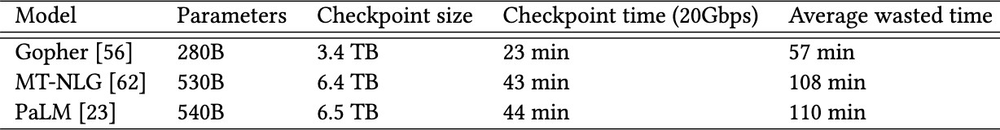 Model Parameters Checkpoint size Checkpoint time (20Gbps) Average wasted time
Gopher [56] 280B 3.4 TB 23 min 57 min
MT-NLG [62] 530B 6.4 TB 43 min 108 min
PaLM [23] 540B 6.5 TB 44 min 110 min